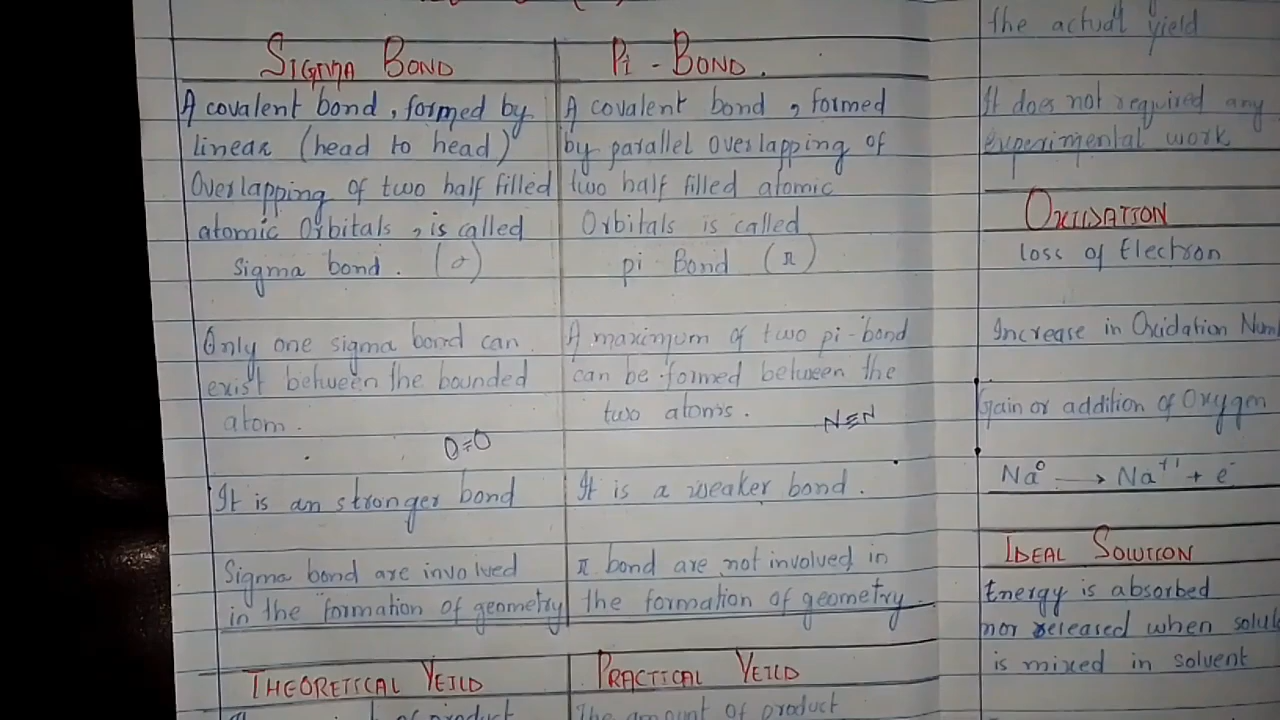 SIGMA BOND
A covalent bond, formed by
linear (head to head)
Overlapping of two half filled
atomic Orbitals, is called
sigma bond. (σ)
Only one sigma bond can
exist between the bounded
atom.
O=O
It is an stronger bond
Sigma bond are involved
in the formation of geometry
Pi - BOND.
A covalent bond, formed
by parallel overlapping of
two half filled atomic
Orbitals is called
pi Bond (π)
A maximum of two pi-bond
can be formed between the
two atoms.
N≡N
It is a weaker bond.
π bond are not involved in
the formation of geometry.
THEORETICAL YEILD
of product
PRACTICAL YEILD
The amount of product
the actual yield
It does not required any
experimental work
OXIDATION
loss of Electron
Increase in Oxidation Num
Gain or addition of Oxygen
Na⁰ → Na⁺¹ + e⁻
IDEAL SOLUTION
Energy is absorbed
nor released when solut
is mixed in solvent